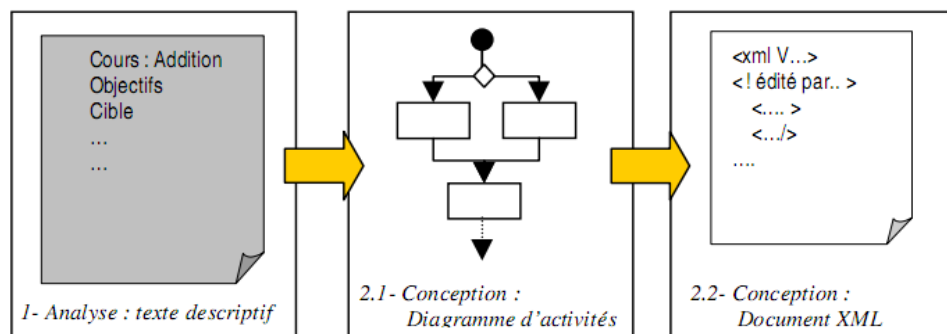 Cours : Addition
Objectifs
Cible
…
…
1- Analyse : texte descriptif
2.1- Conception :
Diagramme d'activités
<xml V...>
<! édité par.. >
<.... >
<.../>
....
2.2- Conception :
Document XML